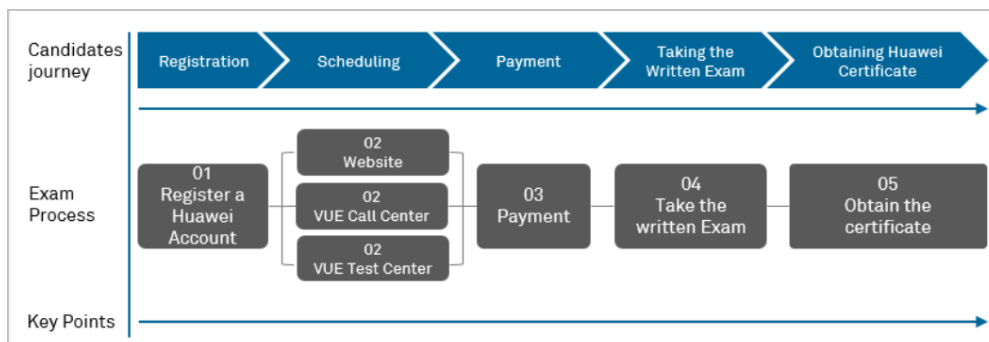 Candidates
journey
Registration
Scheduling
Payment
Taking the
Written Exam
Obtaining Huawei
Certificate
Exam
Process
01
Register a
Huawei
Account
02
Website
02
VUE Call Center
02
VUE Test Center
03
Payment
04
Take the
written Exam
05
Obtain the
certificate
Key Points